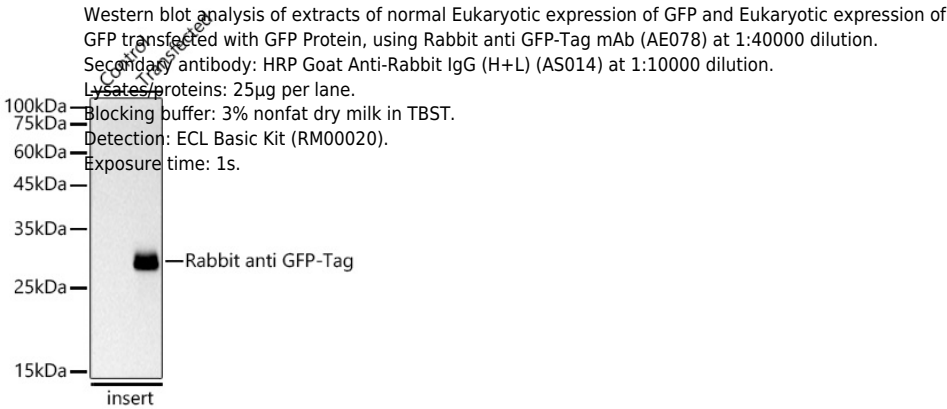 Western blot analysis of extracts of normal Eukaryotic expression of GFP and Eukaryotic expression of
GFP transfected with GFP Protein, using Rabbit anti GFP-Tag mAb (AE078) at 1:40000 dilution.
Secondary antibody: HRP Goat Anti-Rabbit IgG (H+L) (AS014) at 1:10000 dilution.
Lysates/proteins: 25μg per lane.
Blocking buffer: 3% nonfat dry milk in TBST.
Detection: ECL Basic Kit (RM00020).
Exposure time: 1s.
Control
Transfected
100kDa
75kDa
60kDa
45kDa
35kDa
Rabbit anti GFP-Tag
25kDa
15kDa
insert